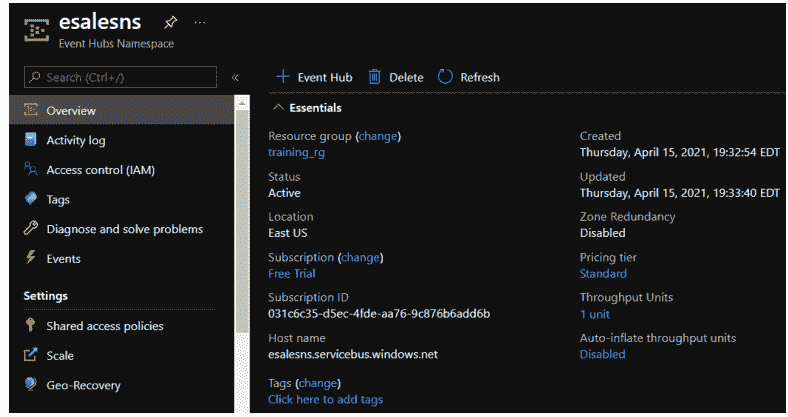 esalesns
Event Hubs Namespace
Search (Ctrl+/)
Overview
Activity log
Access control (IAM)
Tags
Diagnose and solve problems
Events
Settings
Shared access policies
Scale
Geo-Recovery
Event Hub Delete Refresh
Essentials
Resource group (change)
training_rg
Status
Active
Location
East US
Subscription (change)
Free Trial
Subscription ID
031c6c35-d5ec-4fde-aa76-9c876b6add6b
Host name
esalesns.servicebus.windows.net
Tags (change)
Click here to add tags
Created
Thursday, April 15, 2021, 19:32:54 EDT
Updated
Thursday, April 15, 2021, 19:33:40 EDT
Zone Redundancy
Disabled
Pricing tier
Standard
Throughput Units
1 unit
Auto-inflate throughput units
Disabled